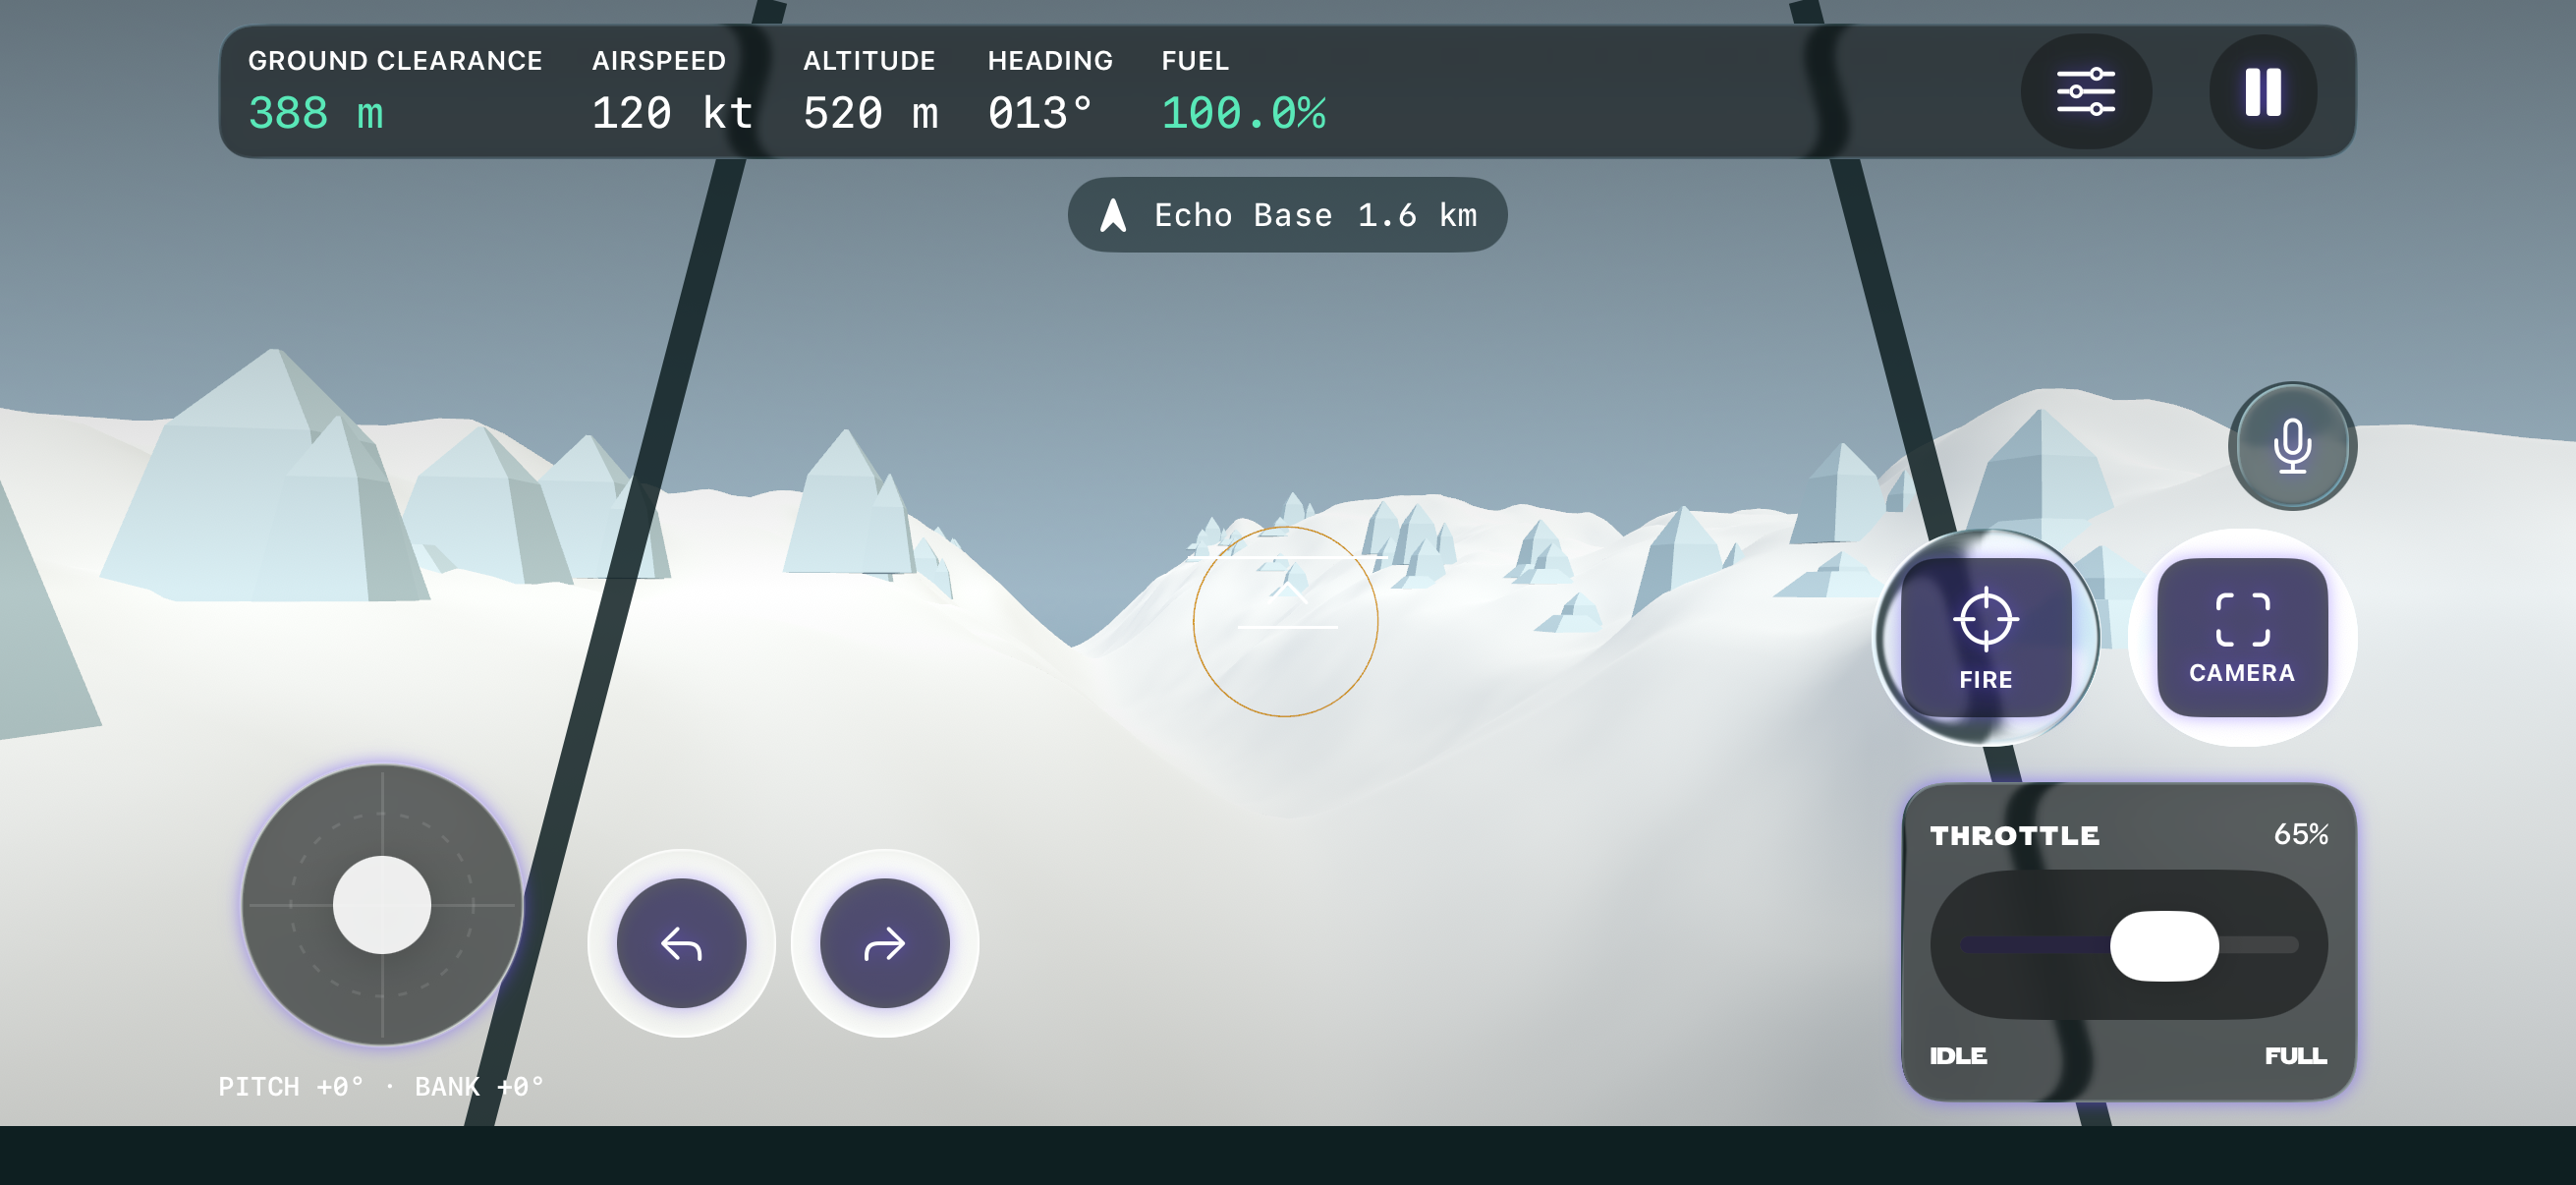 GROUND CLEARANCE AIRSPEED ALTITUDE HEADING FUEL
388 m 120 kt 520 m 013° 100.0%
Echo Base 1.6 km
FIRE
CAMERA
THROTTLE 65%
IDLE FULL
PITCH +0° · BANK +0°